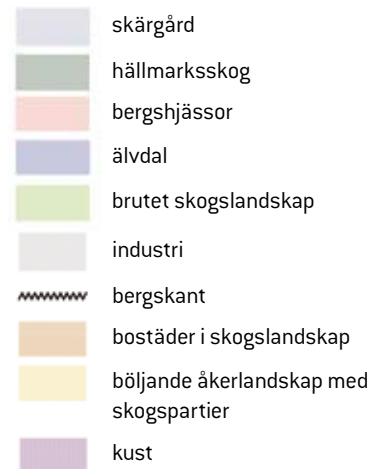 skärgård
hällmarksskog
bergshjässor
älvdal
brutet skogslandskap
industri
bergskant
bostäder i skogslandskap
böljande åkerlandskap med
skogspartier
kust